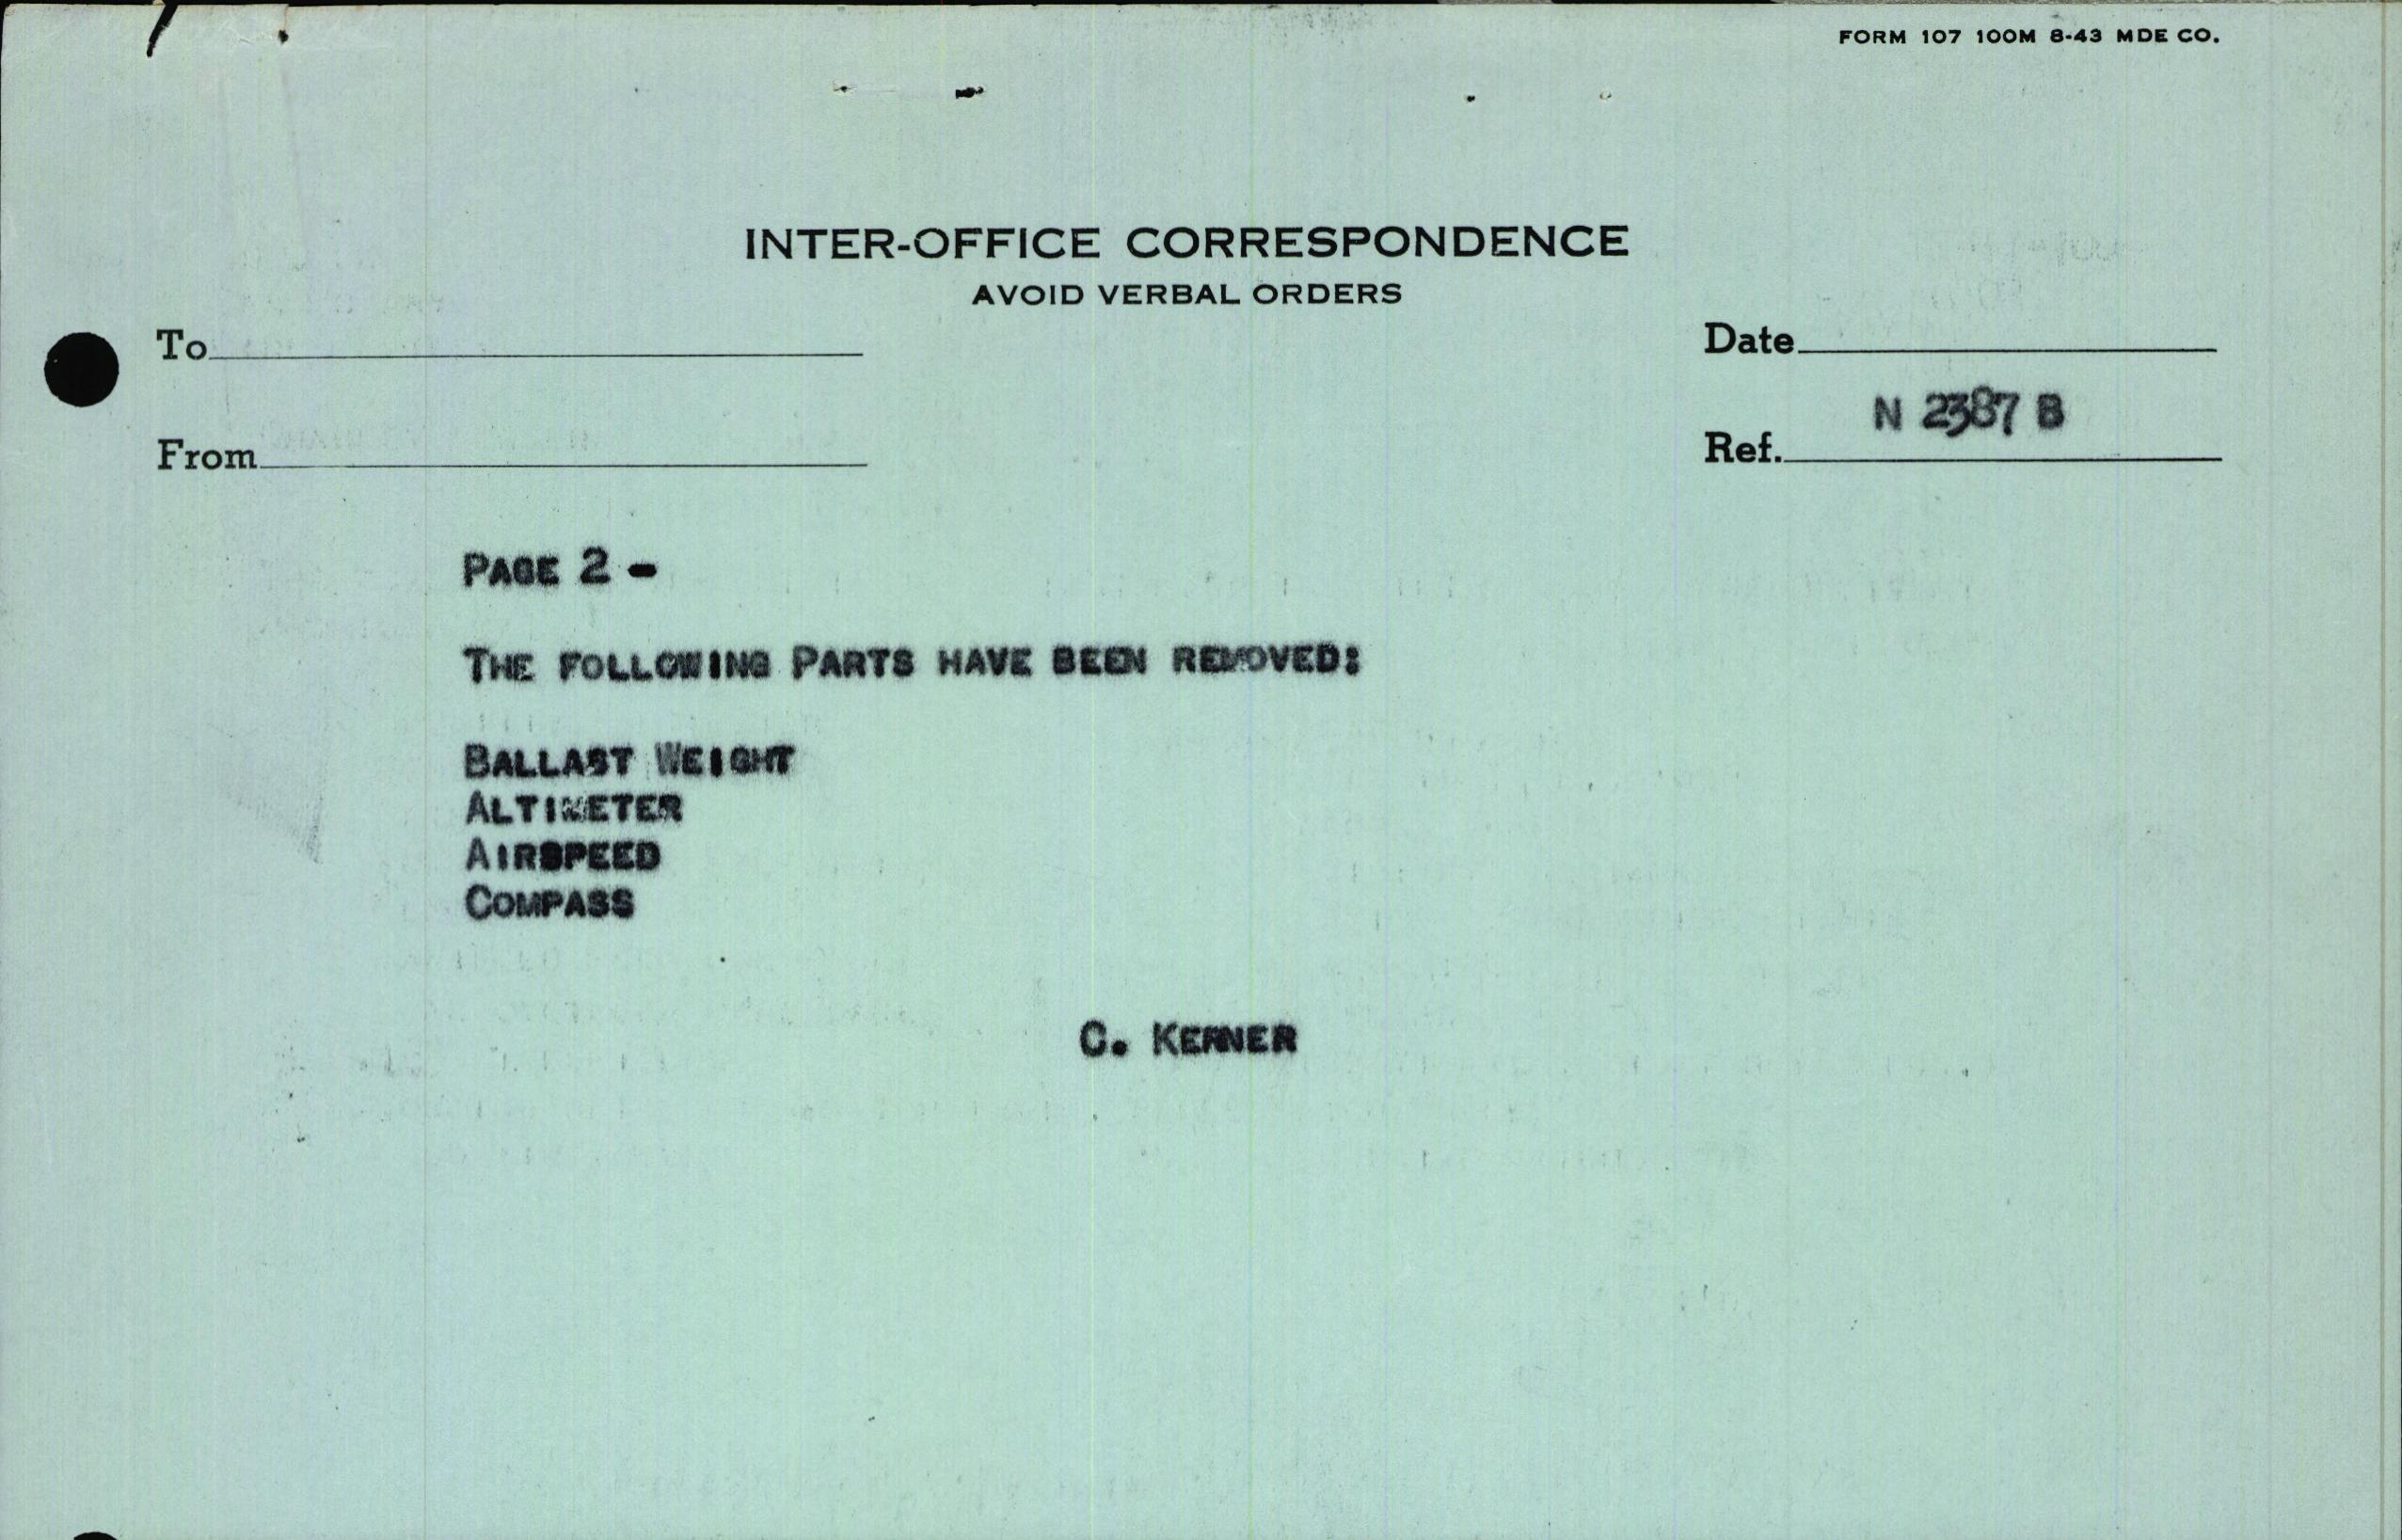 FORM 107 100M 8-43 MDE CO.
INTER-OFFICE CORRESPONDENCE
AVOID VERBAL ORDERS
To
Date
N 2387 B
From
Ref.
PAGE 2 -
THE FOLLOWING PARTS HAVE BEEN REMOVED:
BALLAST WEIGHT
ALTIMETER
AIRSPEED
COMPASS
C. KERNER